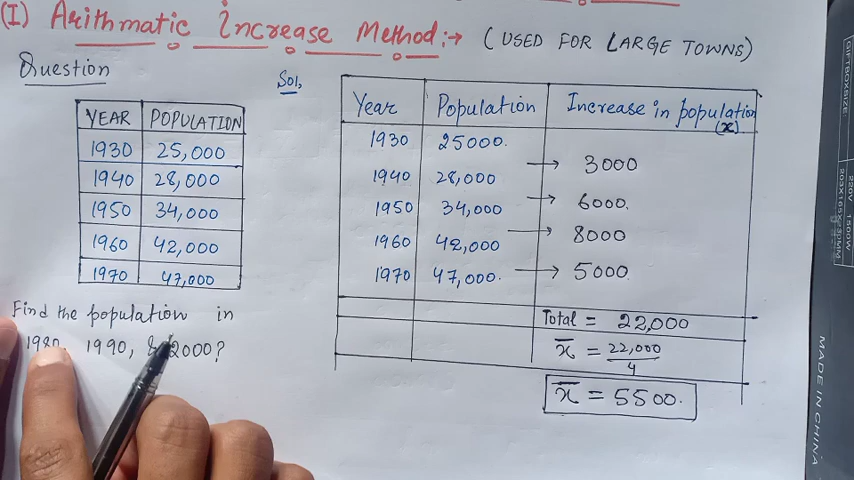 (I) Arithmatic Increase Method:→ (USED FOR LARGE TOWNS)
Question
YEAR POPULATION
1930 25,000
1940 28,000
1950 34,000
1960 42,000
1970 47,000
Find the population in
1980, 1990, & 2000?
Sol,
Year Population Increase in population (x)
1930 25000.
→ 3000
1940 28,000
→ 6000.
1950 34,000
→ 8000
1960 42,000
→ 5000
1970 47,000.
Total = 22,000
x̄ = 22,000/4
x̄ = 5500.
GIFTBOXSIZE:
220V 1500W
MADE IN CHINA